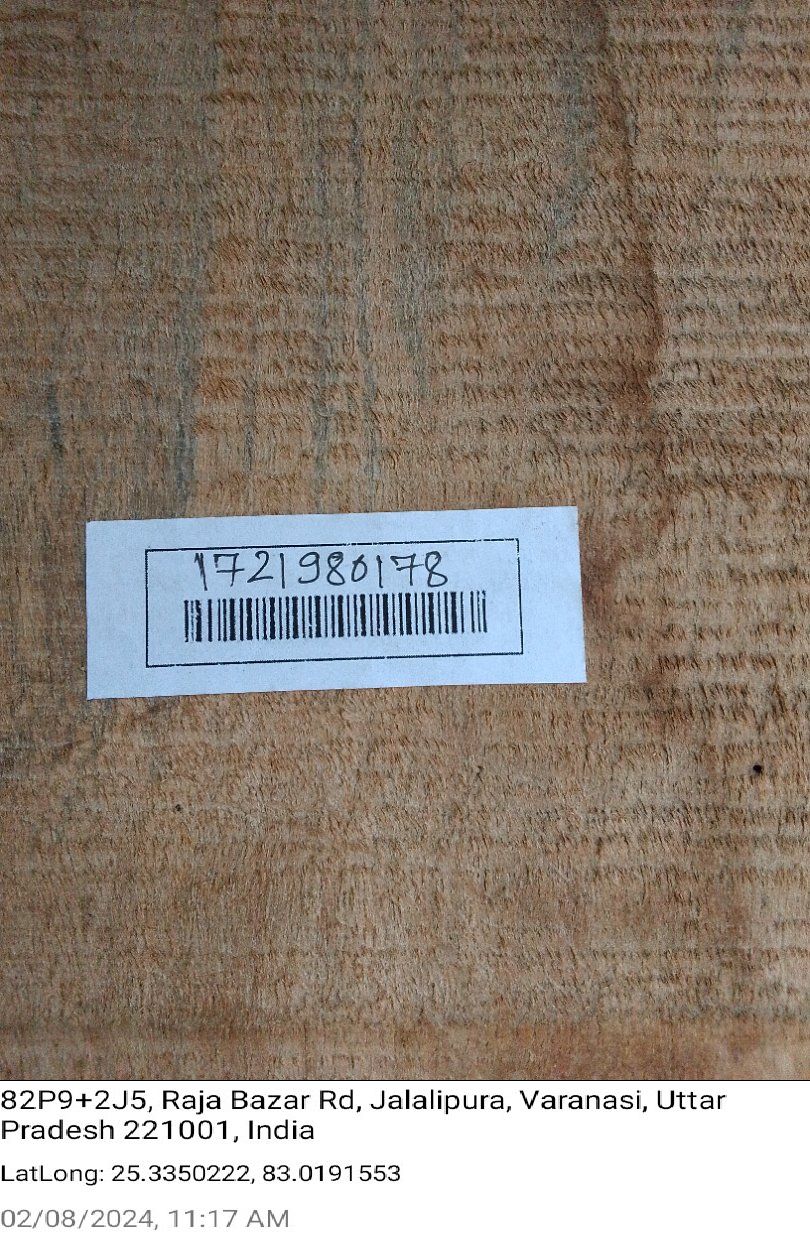 1721980178
82P9+2J5, Raja Bazar Rd, Jalalipura, Varanasi, Uttar
Pradesh 221001, India
LatLong: 25.3350222, 83.0191553
02/08/2024, 11:17 AM